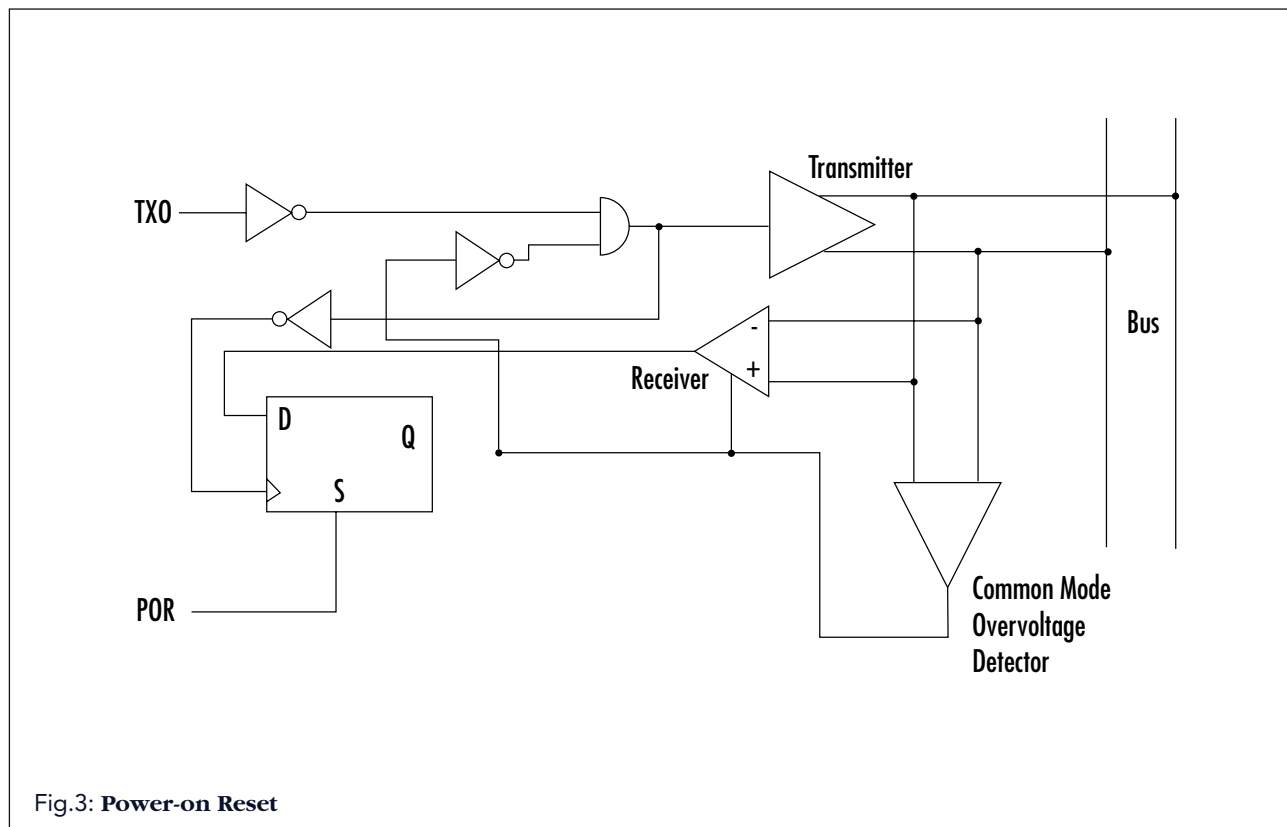 Transmitter
TXO
Bus
-
+
Receiver
D
Q
S
POR
Common Mode
Overvoltage
Detector
Fig.3: Power-on Reset